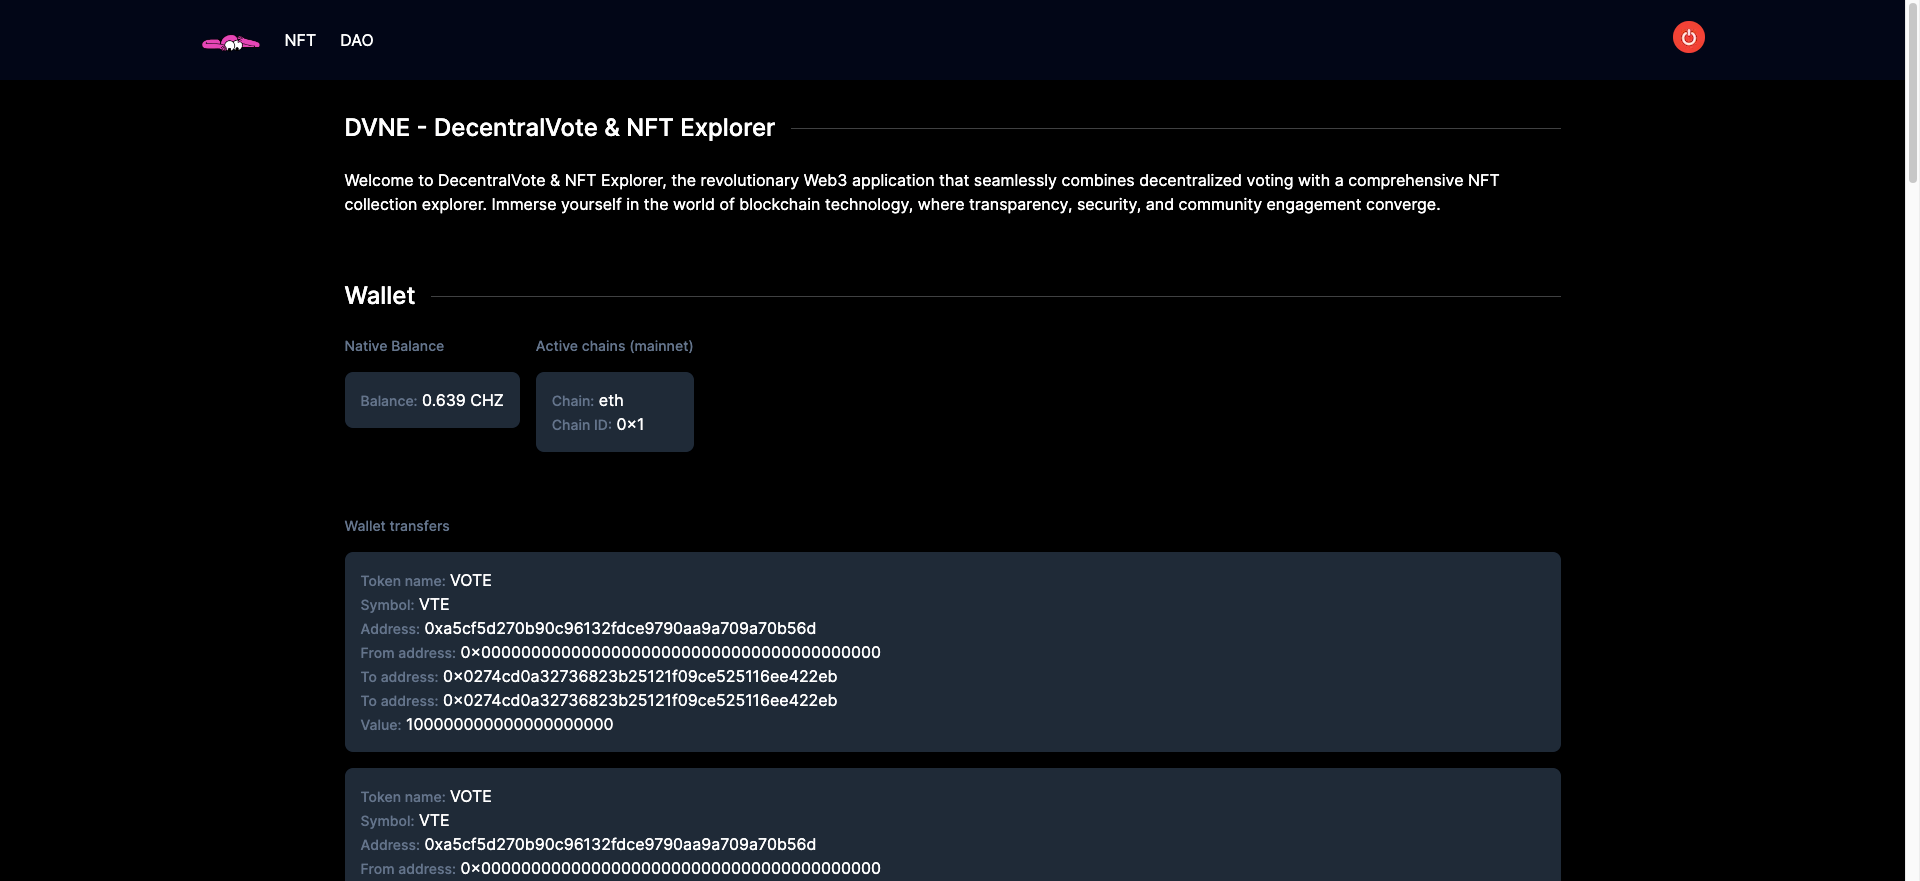 NFT DAO
DVNE - DecentralVote & NFT Explorer
Welcome to DecentralVote & NFT Explorer, the revolutionary Web3 application that seamlessly combines decentralized voting with a comprehensive NFT
collection explorer. Immerse yourself in the world of blockchain technology, where transparency, security, and community engagement converge.
Wallet
Native Balance
Balance: 0.639 CHZ
Active chains (mainnet)
Chain: eth
Chain ID: 0x1
Wallet transfers
Token name: VOTE
Symbol: VTE
Address: 0xa5cf5d270b90c96132fdce9790aa9a709a70b56d
From address: 0x0000000000000000000000000000000000000000
To address: 0x0274cd0a32736823b25121f09ce525116ee422eb
To address: 0x0274cd0a32736823b25121f09ce525116ee422eb
Value: 100000000000000000000
Token name: VOTE
Symbol: VTE
Address: 0xa5cf5d270b90c96132fdce9790aa9a709a70b56d
From address: 0x0000000000000000000000000000000000000000